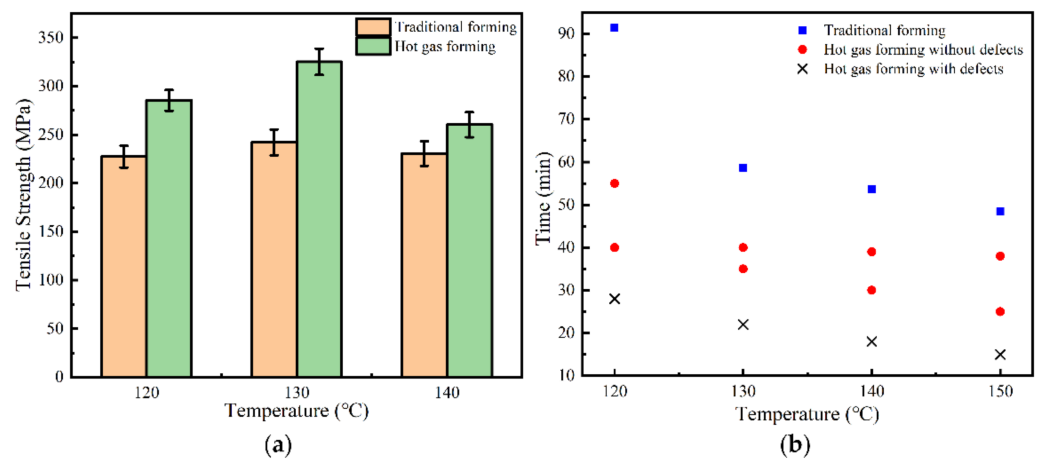 Traditional forming
Hot gas forming
350
300
250
200
150
100
50
0
Tensile Strength (MPa)
120 130 140
Temperature (℃)
(a)
Traditional forming
Hot gas forming without defects
Hot gas forming with defects
90
80
70
60
50
40
30
20
10
Time (min)
120 130 140 150
Temperature (℃)
(b)